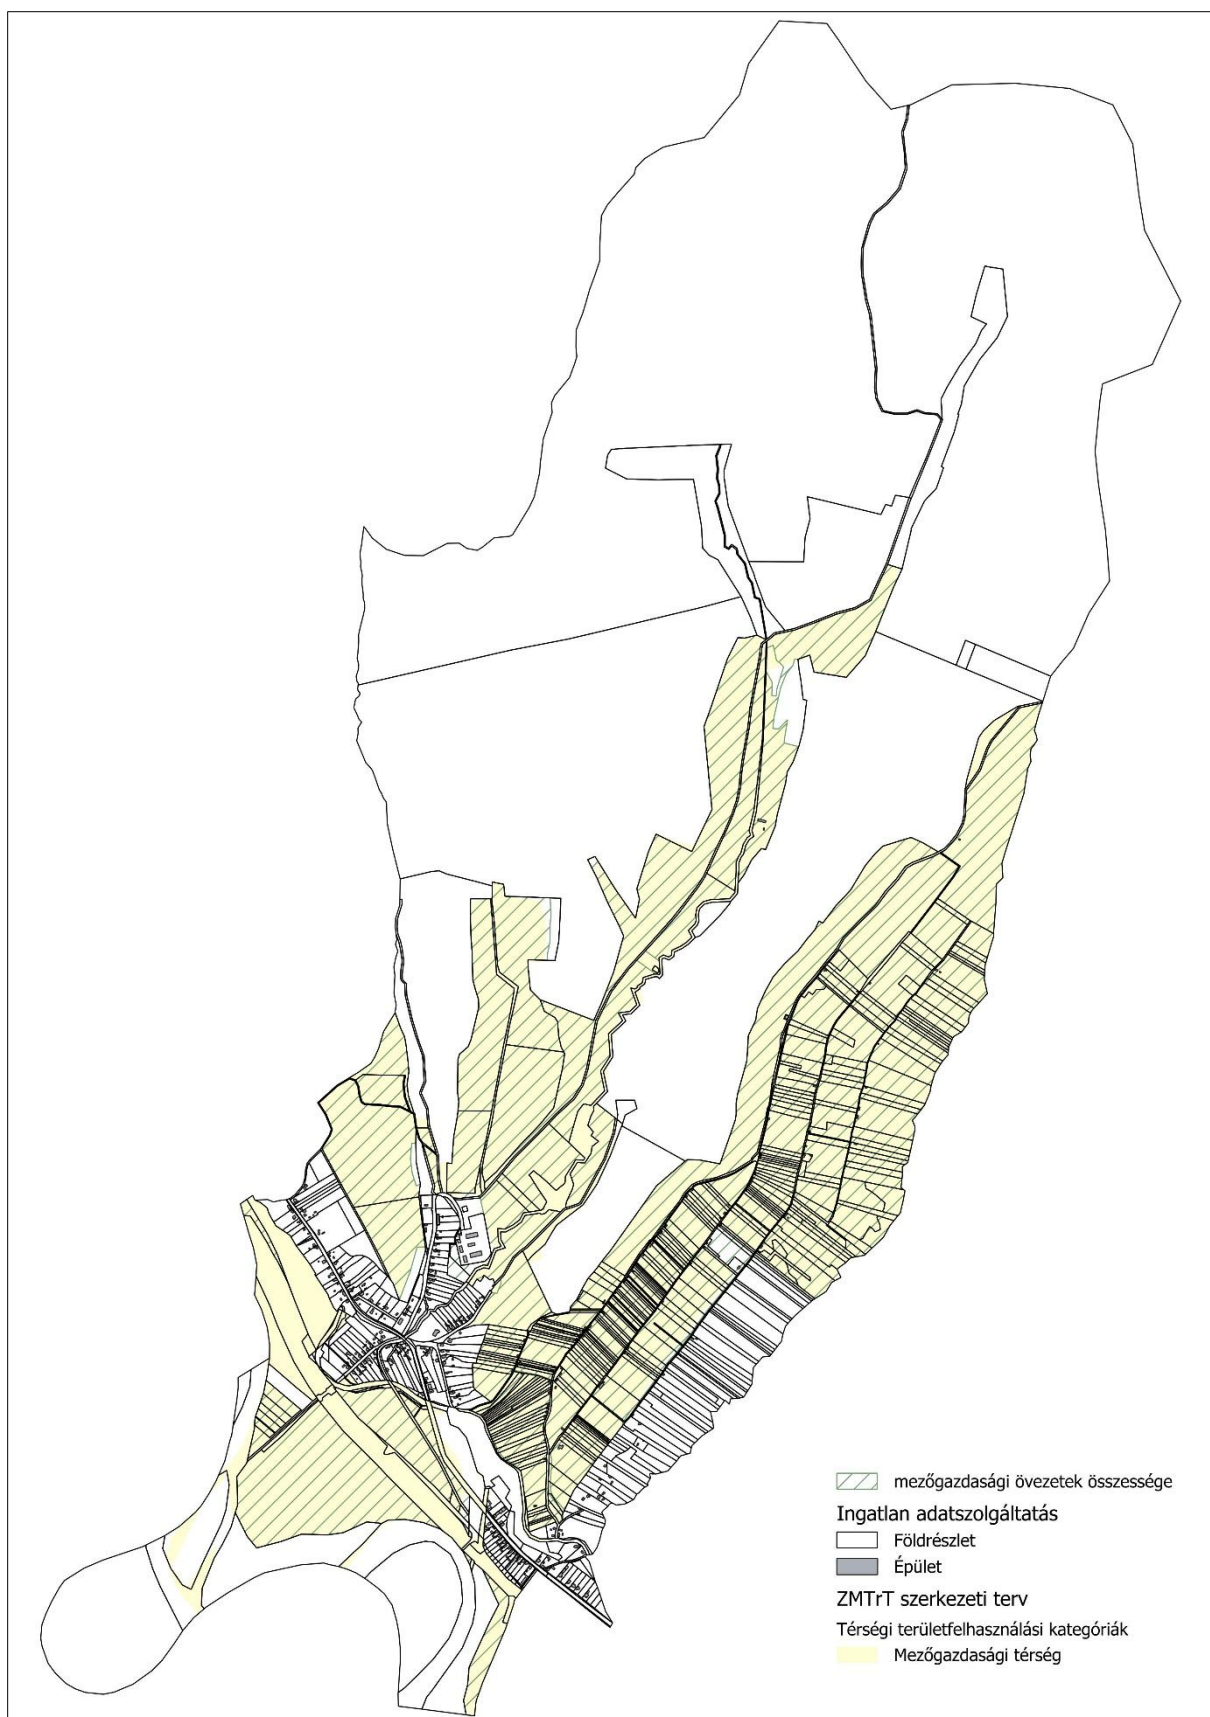 mezőgazdasági övezetek összessége
Ingatlan adatszolgáltatás
Földrészlet
Épület
ZMTrT szerkezeti terv
Térségi területfelhasználási kategóriák
Mezőgazdasági térség